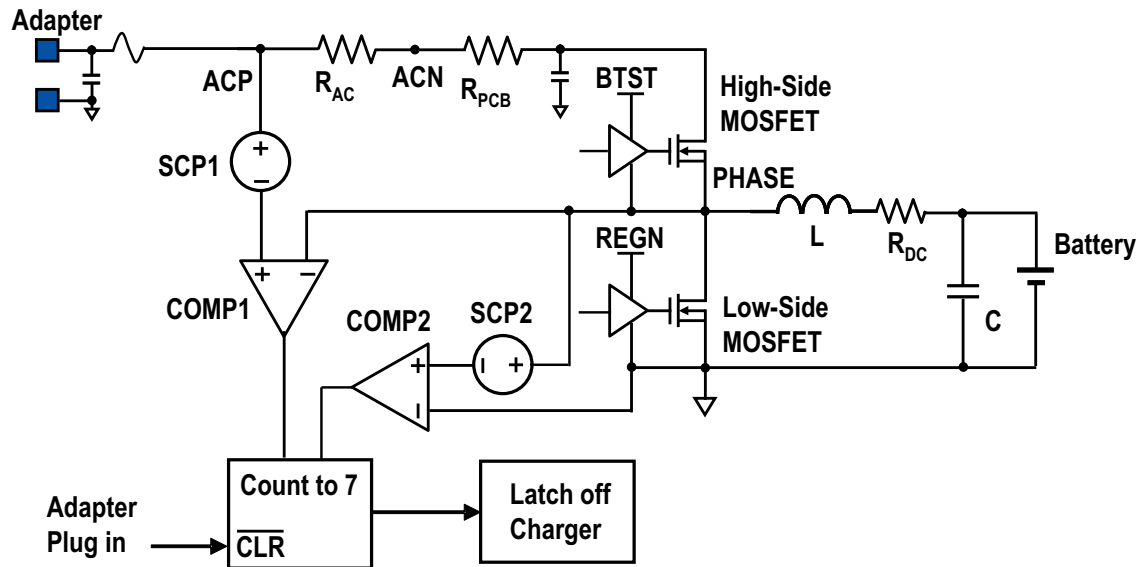 Adapter
ACP
R_AC
ACN
R_PCB
BTST
High-Side
MOSFET
+
SCP1
−
PHASE
L
R_DC
Battery
+
−
COMP1
REGN
Low-Side
MOSFET
C
COMP2
SCP2
+
−
+
−
Count to 7
C̅L̅R̅
Adapter
Plug in
Latch off
Charger